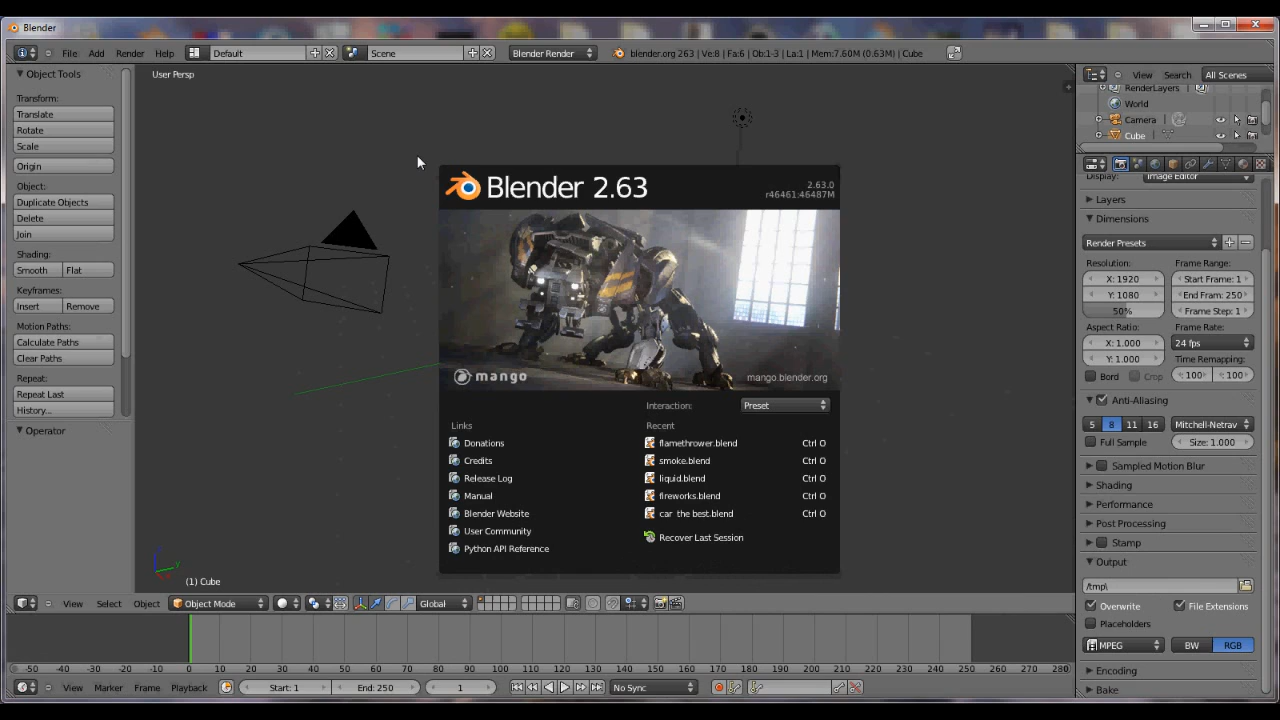 Blender
File Add Render Help Default Scene Blender Render blender.org 263 | Ve:8 | Fa:6 | Ob:1-3 | La:1 | Mem:7.60M (0.63M) | Cube
Object Tools
Transform:
Translate
Rotate
Scale
Origin
Object:
Duplicate Objects
Delete
Join
Shading:
Smooth Flat
Keyframes:
Insert Remove
Motion Paths:
Calculate Paths
Clear Paths
Repeat:
Repeat Last
History...
Operator
User Persp
Blender 2.63
2.63.0
r46461:46487M
mango
mango.blender.org
Interaction: Preset
Links
Donations
Credits
Release Log
Manual
Blender Website
User Community
Python API Reference
Recent
flamethrower.blend Ctrl O
smoke.blend Ctrl O
liquid.blend Ctrl O
fireworks.blend Ctrl O
car the best.blend Ctrl O
Recover Last Session
y
(1) Cube
View Select Object Object Mode Global
-50 -40 -30 -20 -10 0 10 20 30 40 50 60 70 80 90 100 110 120 130 140 150 160 170 180 190 200 210 220 230 240 250 260 270 280
View Marker Frame Playback Start: 1 End: 250 1 No Sync
View Search All Scenes
RenderLayers
World
Camera
Cube
Display: Image Editor
Layers
Dimensions
Render Presets
Resolution: Frame Range:
X: 1920 Start Frame: 1
Y: 1080 End Fram: 250
50% Frame Step: 1
Aspect Ratio: Frame Rate:
X: 1.000 24 fps
Y: 1.000 Time Remapping:
Bord Crop 100 100
Anti-Aliasing
5 8 11 16 Mitchell-Netrav
Full Sample Size: 1.000
Sampled Motion Blur
Shading
Performance
Post Processing
Stamp
Output
/tmp\
Overwrite File Extensions
Placeholders
MPEG BW RGB
Encoding
Bake